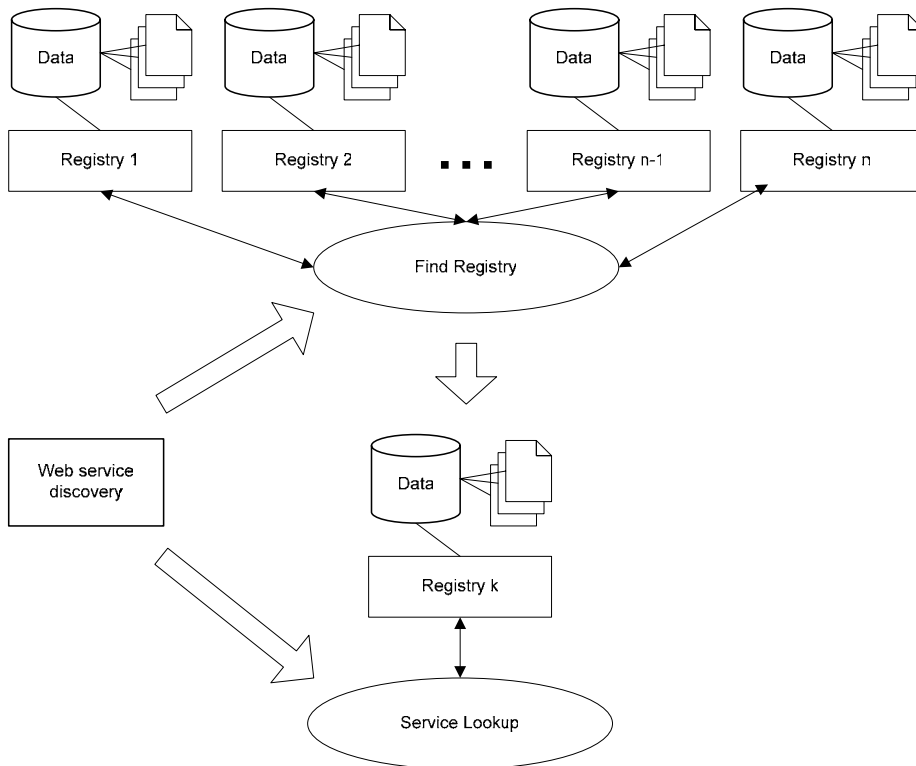 Data
Data
Data
Data
Registry 1
Registry 2
...
Registry n-1
Registry n
Find Registry
Web service
discovery
Data
Registry k
Service Lookup